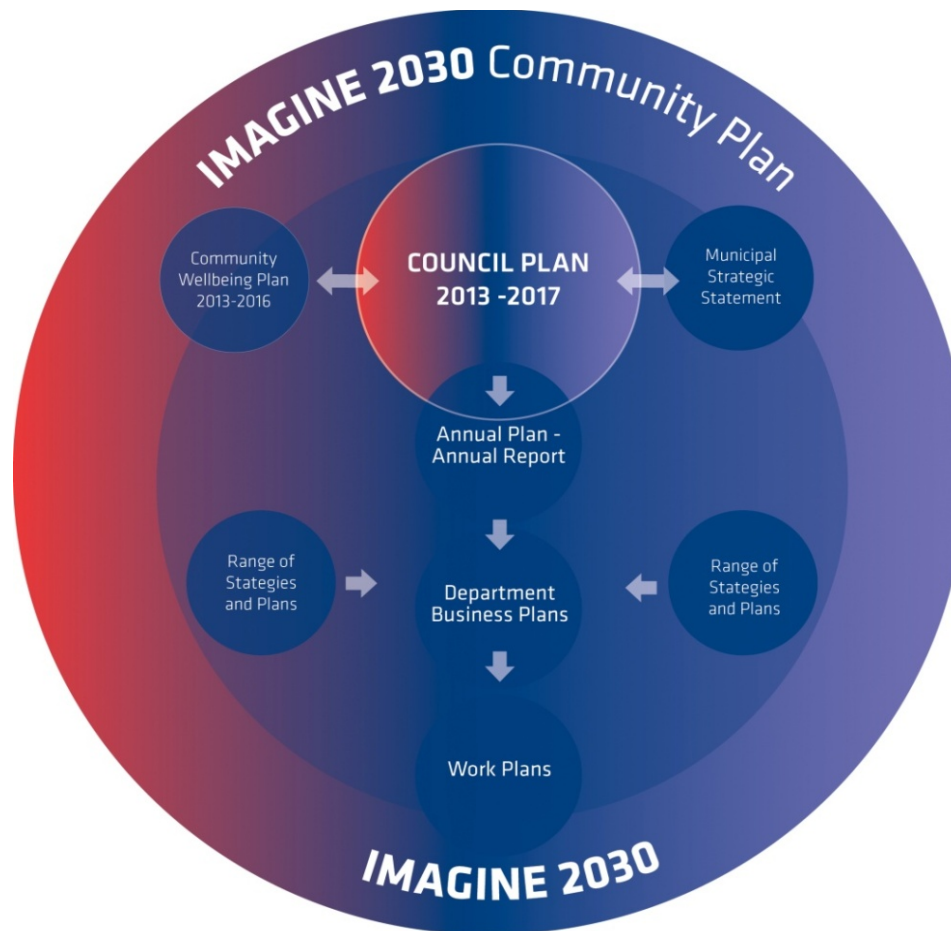 IMAGINE 2030 Community Plan
Community
Wellbeing Plan
2013-2016
COUNCIL PLAN
2013 -2017
Municipal
Strategic
Statement
Annual Plan -
Annual Report
Range of
Stategies
and Plans
Department
Business Plans
Range of
Stategies
and Plans
Work Plans
IMAGINE 2030